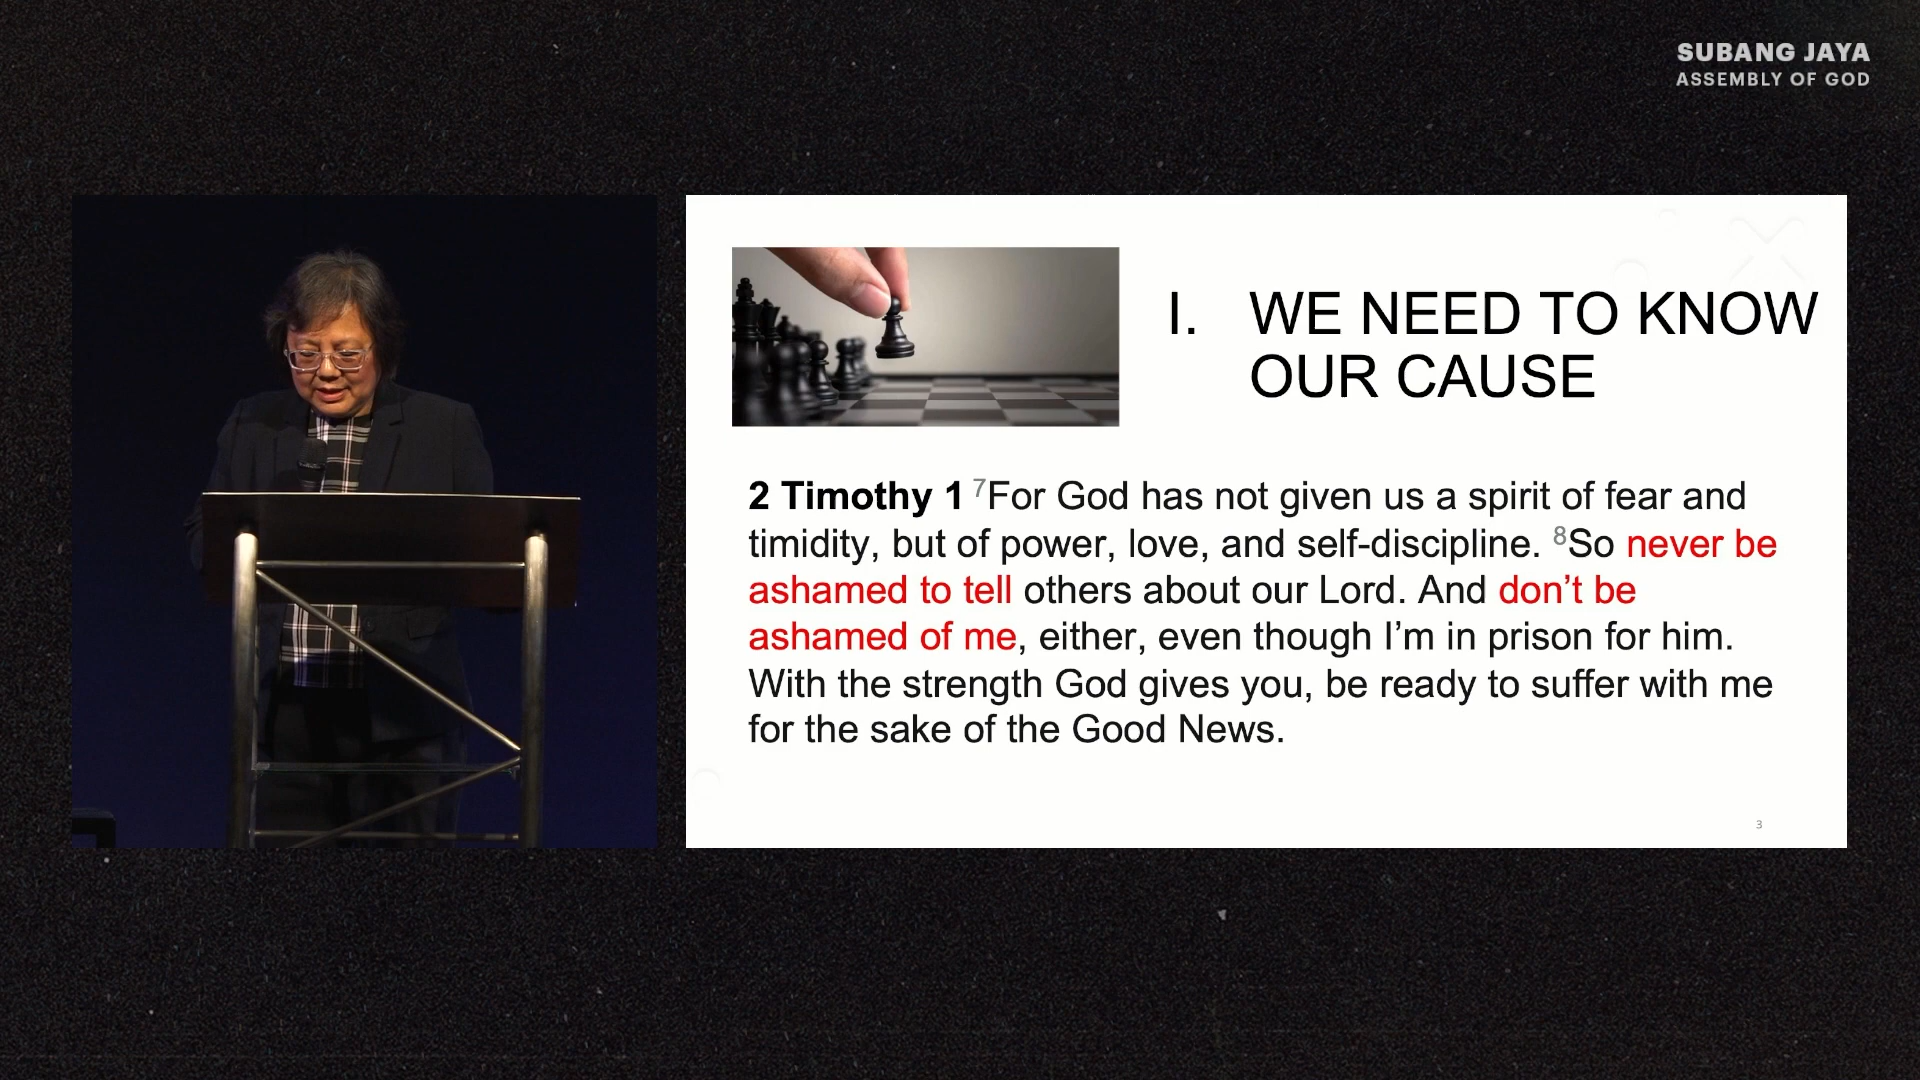 SUBANG JAYA
ASSEMBLY OF GOD
I. WE NEED TO KNOW
OUR CAUSE
2 Timothy 1 ⁷For God has not given us a spirit of fear and
timidity, but of power, love, and self-discipline. ⁸So never be
ashamed to tell others about our Lord. And don’t be
ashamed of me, either, even though I’m in prison for him.
With the strength God gives you, be ready to suffer with me
for the sake of the Good News.
3